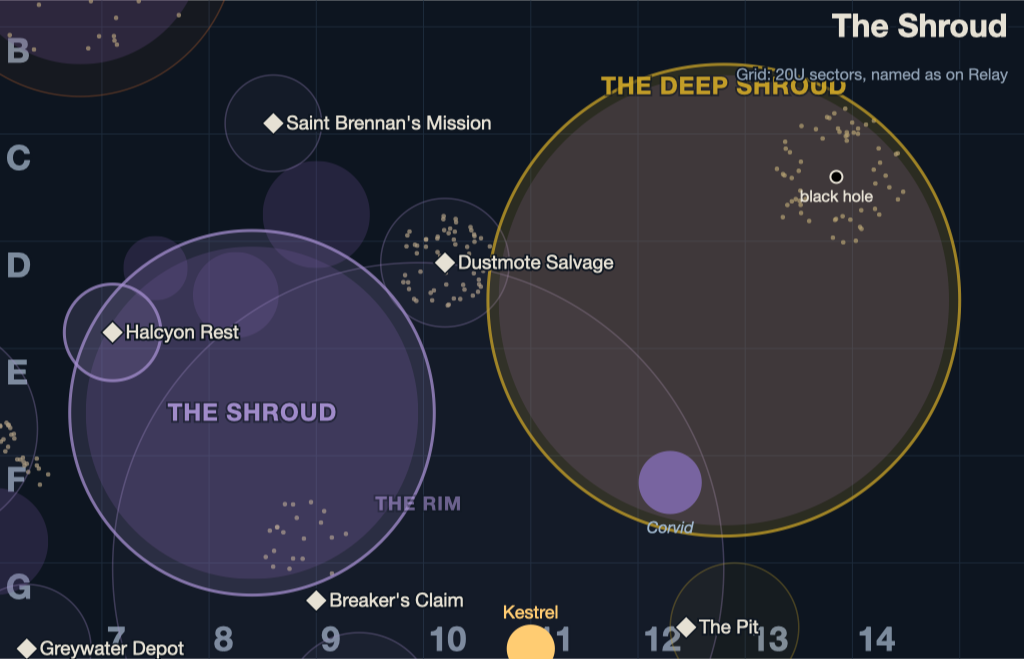 The Shroud
Grid: 20U sectors, named as on Relay
THE DEEP SHROUD
B
Saint Brennan's Mission
C
black hole
D
Dustmote Salvage
Halcyon Rest
E
THE SHROUD
F
THE RIM
Corvid
G
Breaker's Claim
Kestrel
The Pit
7
8
9
10
11
12
13
14
Greywater Depot